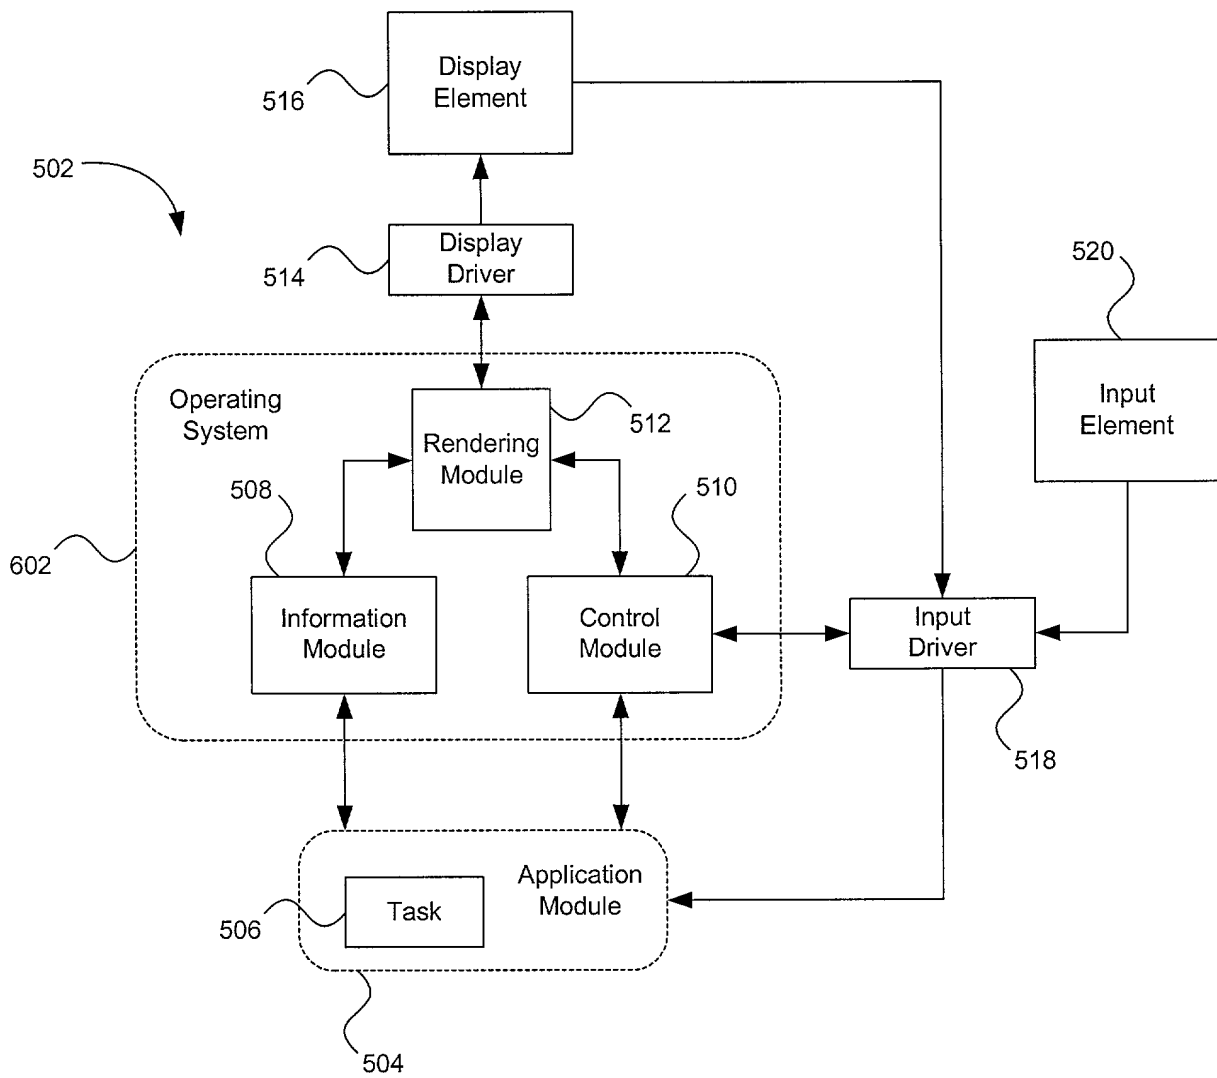 Display
Element
516
502
Display
Driver
514
520
Input
Element
Operating
System
512
Rendering
Module
508
510
602
Information
Module
Control
Module
Input
Driver
518
Application
Module
Task
506
504